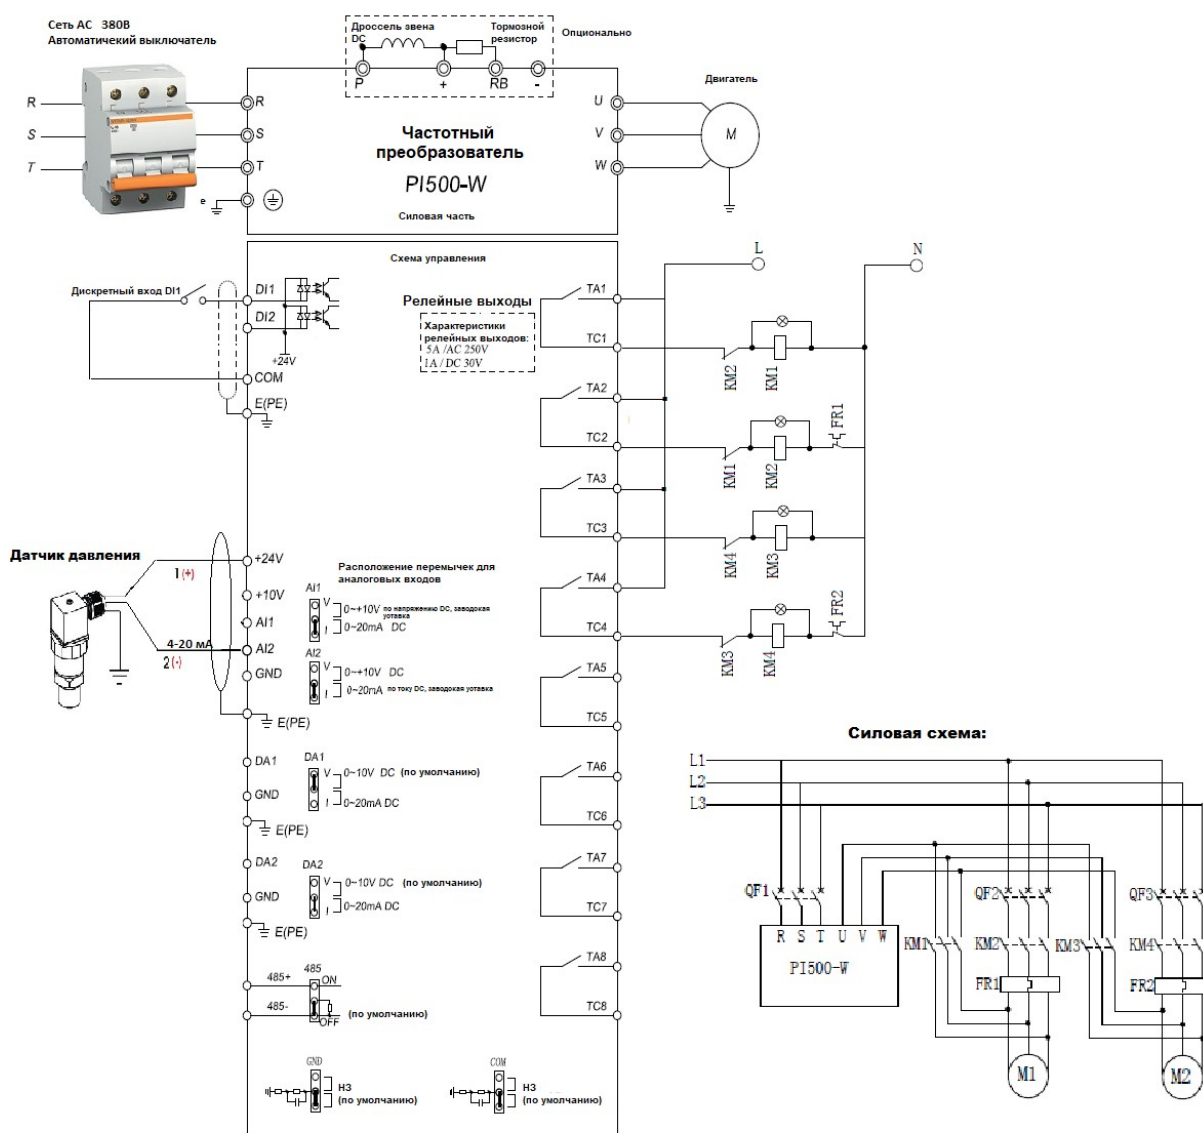 Сеть AC 380В
Автоматичекий выключатель
Дроссель звена
DC
Тормозной
резистор
Опционально
P
+
RB
-
Двигатель
R
R
U
S
S
V
M
T
T
W
e
Частотный
преобразователь
PI500-W
Силовая часть
Схема управления
L
N
Дискретный вход DI1
DI1
DI2
+24V
COM
E(PE)
Релейные выходы
Характеристики
релейных выходов:
5A /AC 250V
1A / DC 30V
TA1
TC1
KM2
KM1
TA2
TC2
KM1
KM2
FR1
TA3
TC3
KM4
KM3
TA4
TC4
KM3
KM4
FR2
TA5
TC5
TA6
TC6
TA7
TC7
TA8
TC8
Датчик давления
1 (+)
4-20 мА
2 (-)
+24V
+10V
AI1
AI2
GND
E(PE)
Расположение перемычек для
аналоговых входов
AI1
V
0~+10V по напряжению DC, заводокая
уставка
I
0~20mA DC
AI2
V
0~+10V DC
I
0~20mA по току DC, заводокая уотавка
DA1
GND
E(PE)
DA1
V
0~10V DC (по умолчанию)
I
0~20mA DC
DA2
GND
E(PE)
DA2
V
0~10V DC (по умолчанию)
I
0~20mA DC
485+
485
ON
485-
OFF
(по умолчанию)
GND
НЗ
(по умолчанию)
COM
НЗ
(по умолчанию)
Силовая схема:
L1
L2
L3
QF1
QF2
QF3
R S T U V W
PI500-W
KM1
KM2
KM3
KM4
FR1
FR2
M1
M2